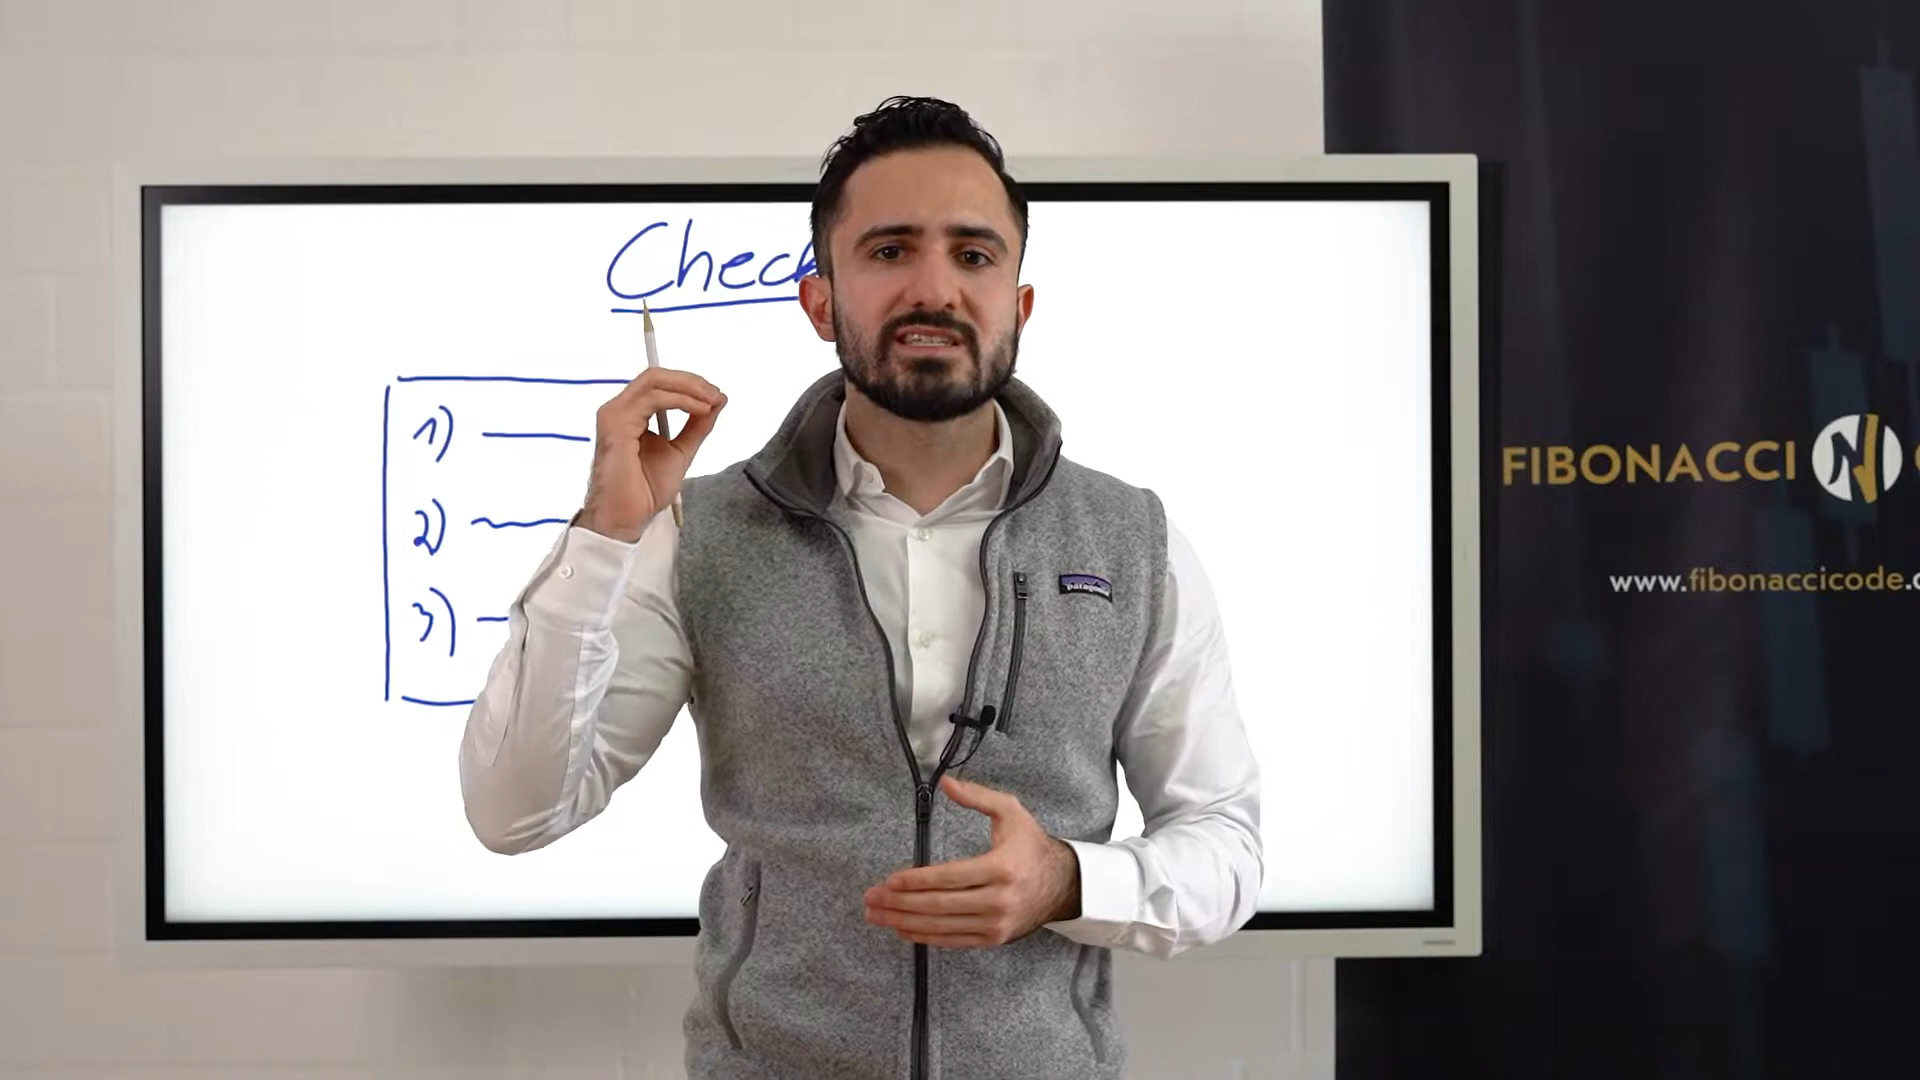 Check
1)
2)
3)
patagonia
FIBONACCI N
www.fibonaccicode.